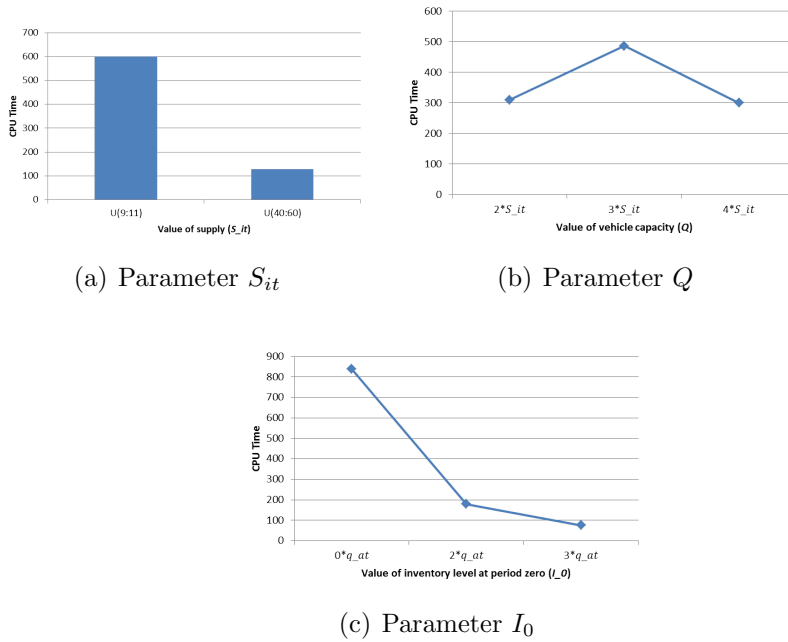 700
600
500
400
300
200
100
0
CPU Time
U(9:11) U(40:60)
Value of supply (S_it)
(a) Parameter S_{it}
600
500
400
300
200
100
0
2*S_it 3*S_it 4*S_it
CPU Time
Value of vehicle capacity (Q)
(b) Parameter Q
900
800
700
600
500
400
300
200
100
0
CPU Time
0*q_at 2*q_at 3*q_at
Value of inventory level at period zero (I_0)
(c) Parameter I_0